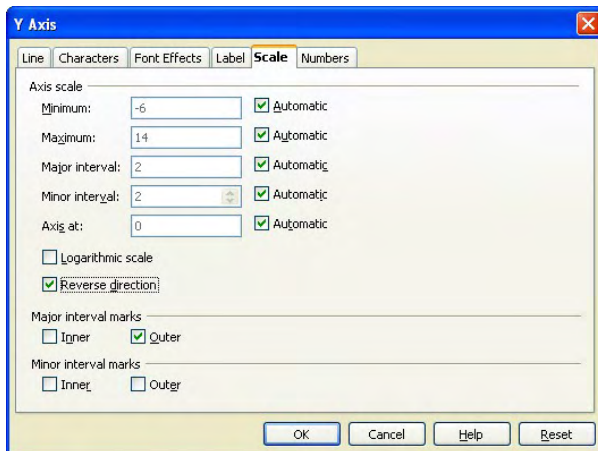 Y Axis
Line Characters Font Effects Label Scale Numbers
Axis scale
Minimum: -6 Automatic
Maximum: 14 Automatic
Major interval: 2 Automatic
Minor interval: 2 Automatic
Axis at: 0 Automatic
Logarithmic scale
Reverse direction
Major interval marks
Inner Outer
Minor interval marks
Inner Outer
OK Cancel Help Reset